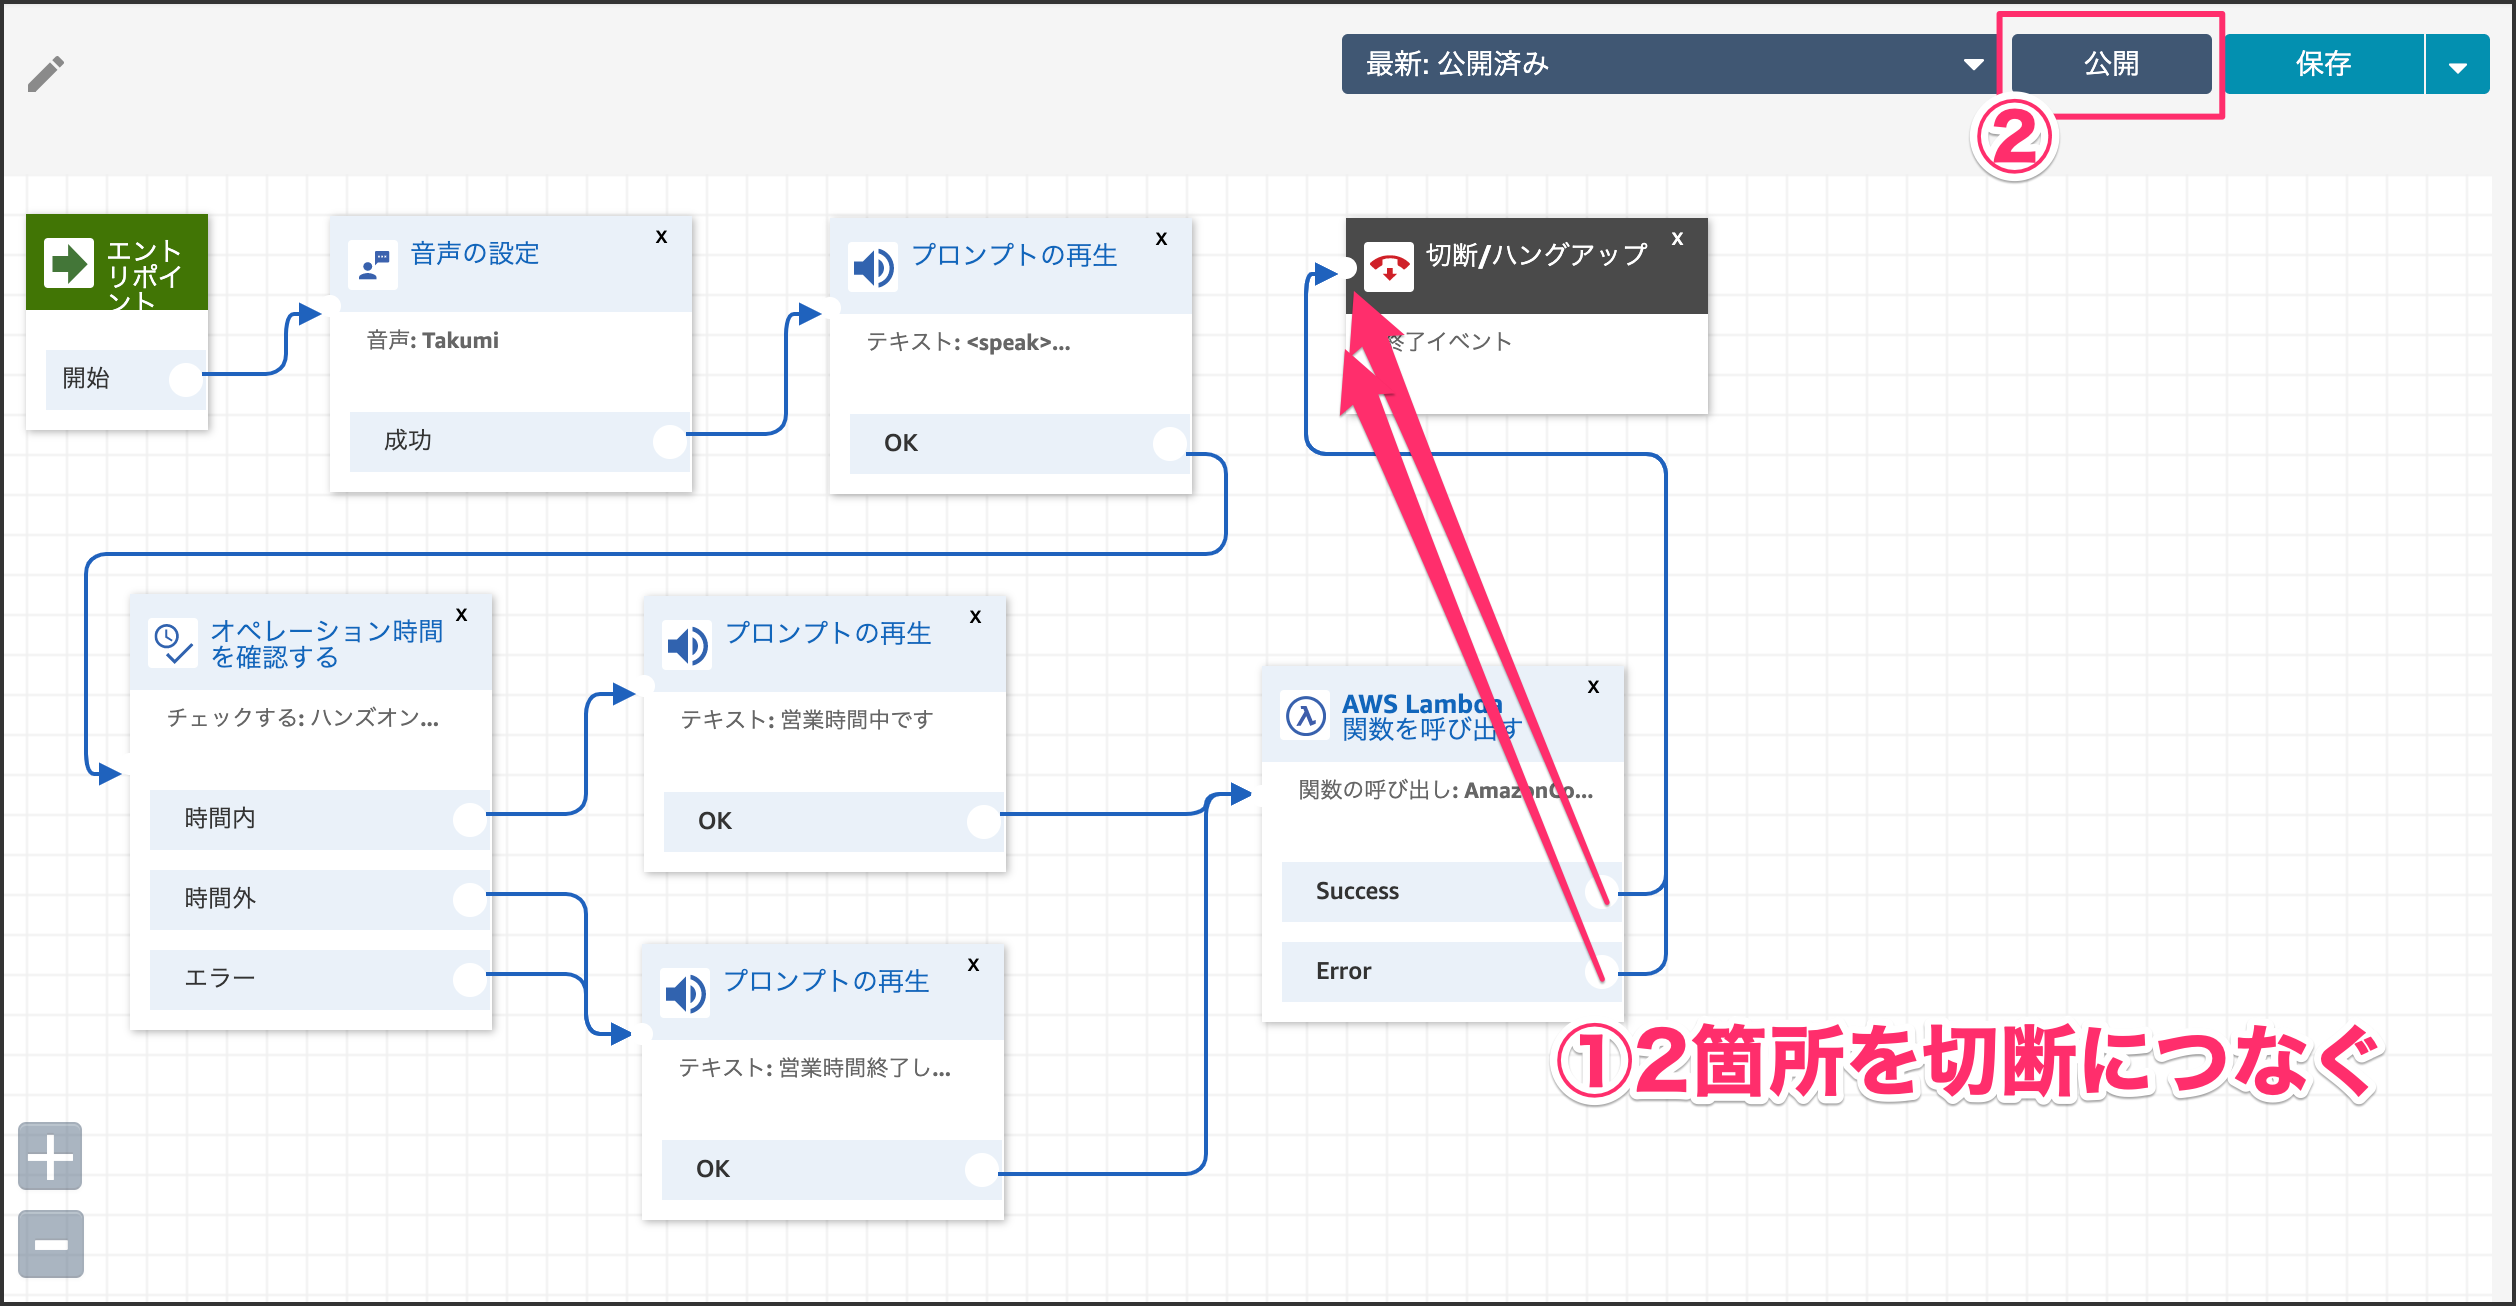 最新: 公開済み
公開
保存
②
エント
リポイ
ント
開始
音声の設定
X
音声: Takumi
成功
プロンプトの再生
X
テキスト: <speak>...
OK
切断/ハングアップ
X
終了イベント
オペレーション時間
を確認する
X
チェックする: ハンズオン...
時間内
時間外
エラー
プロンプトの再生
X
テキスト: 営業時間中です
OK
プロンプトの再生
X
テキスト: 営業時間終了し...
OK
AWS Lambda
関数を呼び出す
X
関数の呼び出し: AmazonCo...
Success
Error
①2箇所を切断につなぐ